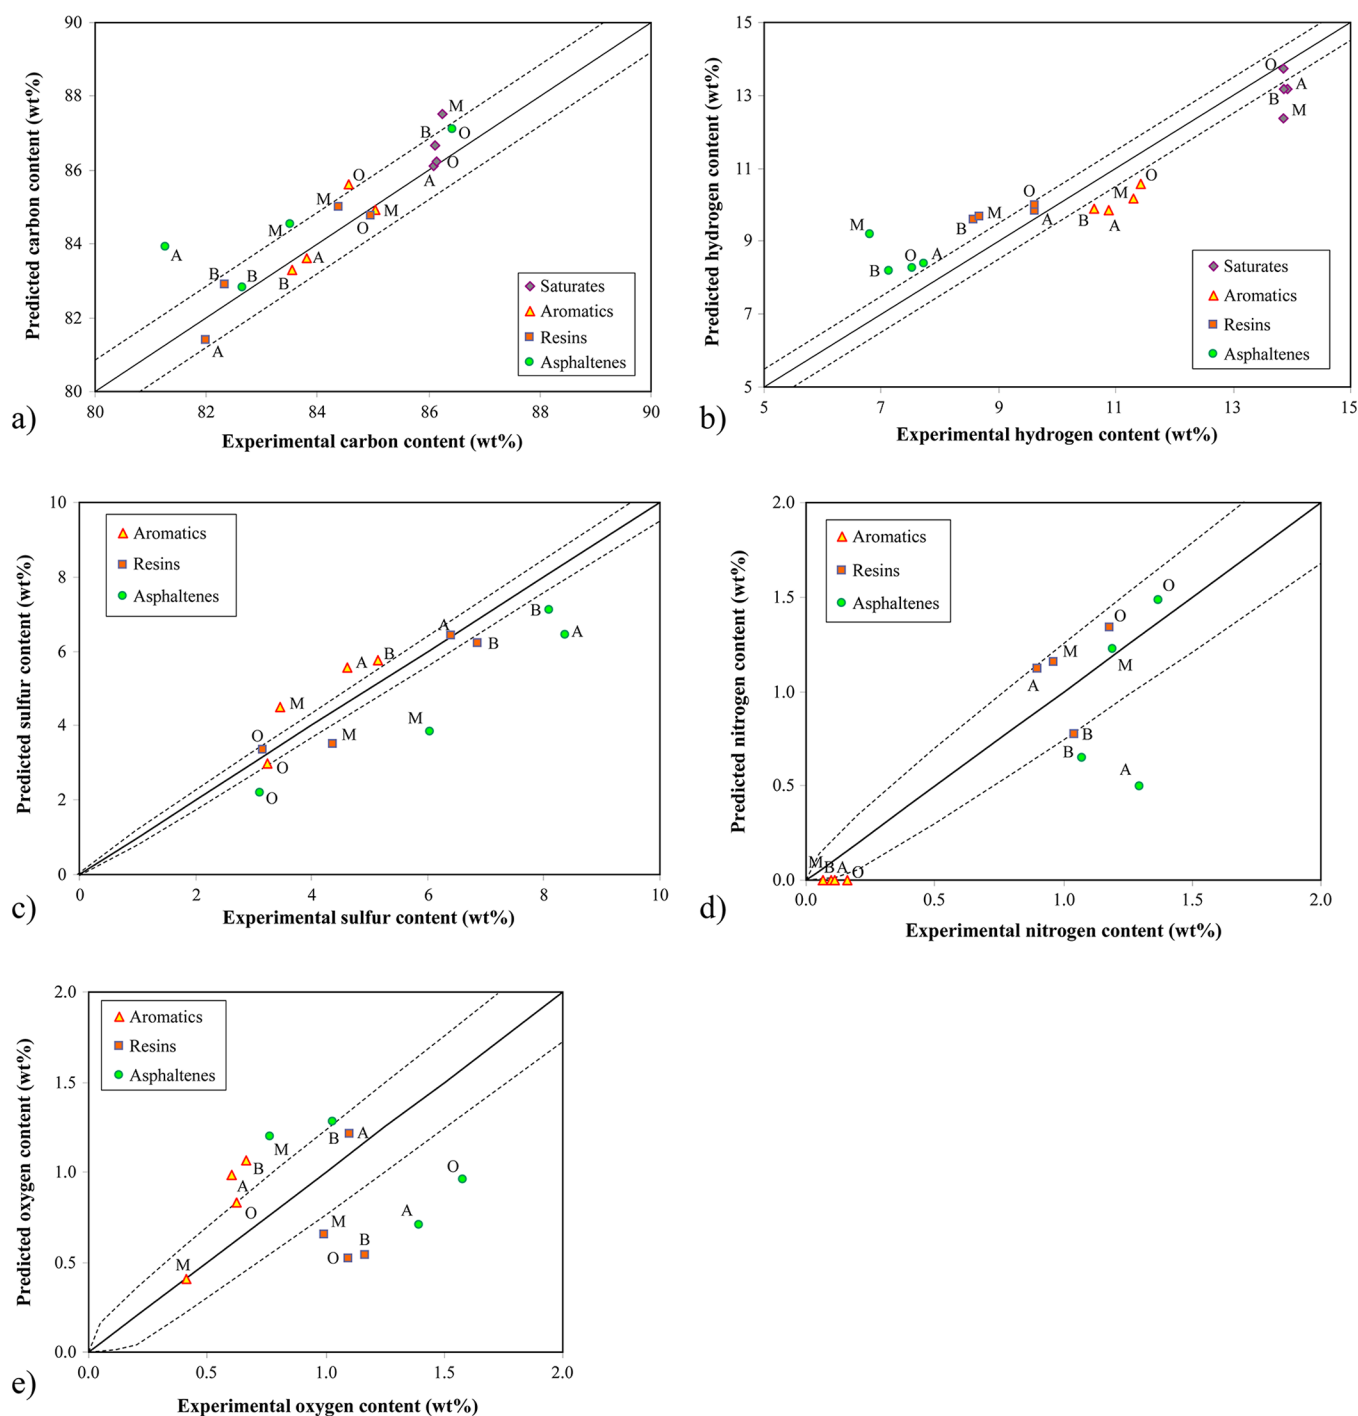 90
88
86
84
82
80
80
82
84
86
88
90
Predicted carbon content (wt%)
Experimental carbon content (wt%)
M
B
O
O
A
O
M
M
O
M
A
A
B
B
B
A
Saturates
Aromatics
Resins
Asphaltenes
a)
15
13
11
9
7
5
5
7
9
11
13
15
Predicted hydrogen content (wt%)
Experimental hydrogen content (wt%)
O
A
B
M
O
M
O
M
M
B
A
B
A
O
A
B
Saturates
Aromatics
Resins
Asphaltenes
b)
10
8
6
4
2
0
0
2
4
6
8
10
Predicted sulfur content (wt%)
Experimental sulfur content (wt%)
Aromatics
Resins
Asphaltenes
B
A
A
B
A
B
M
M
O
M
O
O
c)
2.0
1.5
1.0
0.5
0.0
0.0
0.5
1.0
1.5
2.0
Predicted nitrogen content (wt%)
Experimental nitrogen content (wt%)
Aromatics
Resins
Asphaltenes
O
O
M
M
A
B
B
A
M
B
A
O
d)
2.0
1.5
1.0
0.5
0.0
0.0
0.5
1.0
1.5
2.0
Predicted oxygen content (wt%)
Experimental oxygen content (wt%)
Aromatics
Resins
Asphaltenes
B
A
M
B
O
A
O
A
M
B
O
M
e)